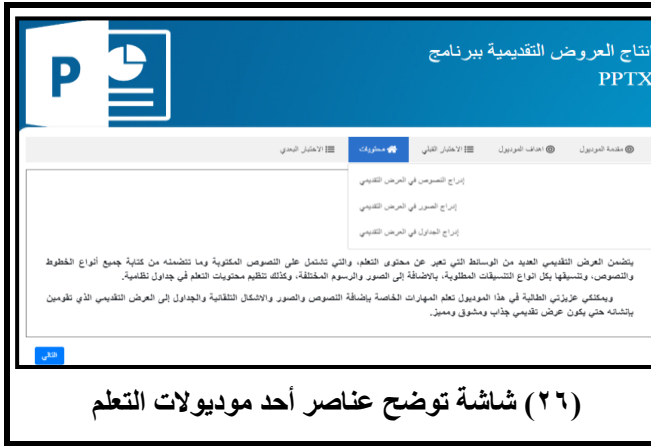 انتاج العروض التقديمية ببرنامج
PPTX
P
مقدمة الموديول اهداف الموديول الاختبار القبلي محتويات الاختبار البعدي
إدراج النصوص في العرض التقديمي
إدراج الصور في العرض التقديمي
إدراج الجداول في العرض التقديمي
يتضمن العرض التقديمي العديد من الوسائط التي تعبر عن محتوى التعلم، والتي تشتمل على النصوص المكتوبة وما تتضمنه من كتابة جميع أنواع الخطوط
والنصوص، وتنسيقها بكل انواع التنسيقات المطلوبة، بالاضافة إلى الصور والرسوم المختلفة، وكذلك تنظيم محتويات التعلم في جداول نظامية.
ويمكنكي عزيزتي الطالبة في هذا الموديول تعلم المهارات الخاصة بإضافة النصوص والصور والاشكال التلقائية والجداول إلى العرض التقديمي الذي تقومين
بإنشائه حتي يكون عرض تقديمي جذاب ومشوق ومميز.
التالي
(٢٦) شاشة توضح عناصر أحد موديولات التعلم